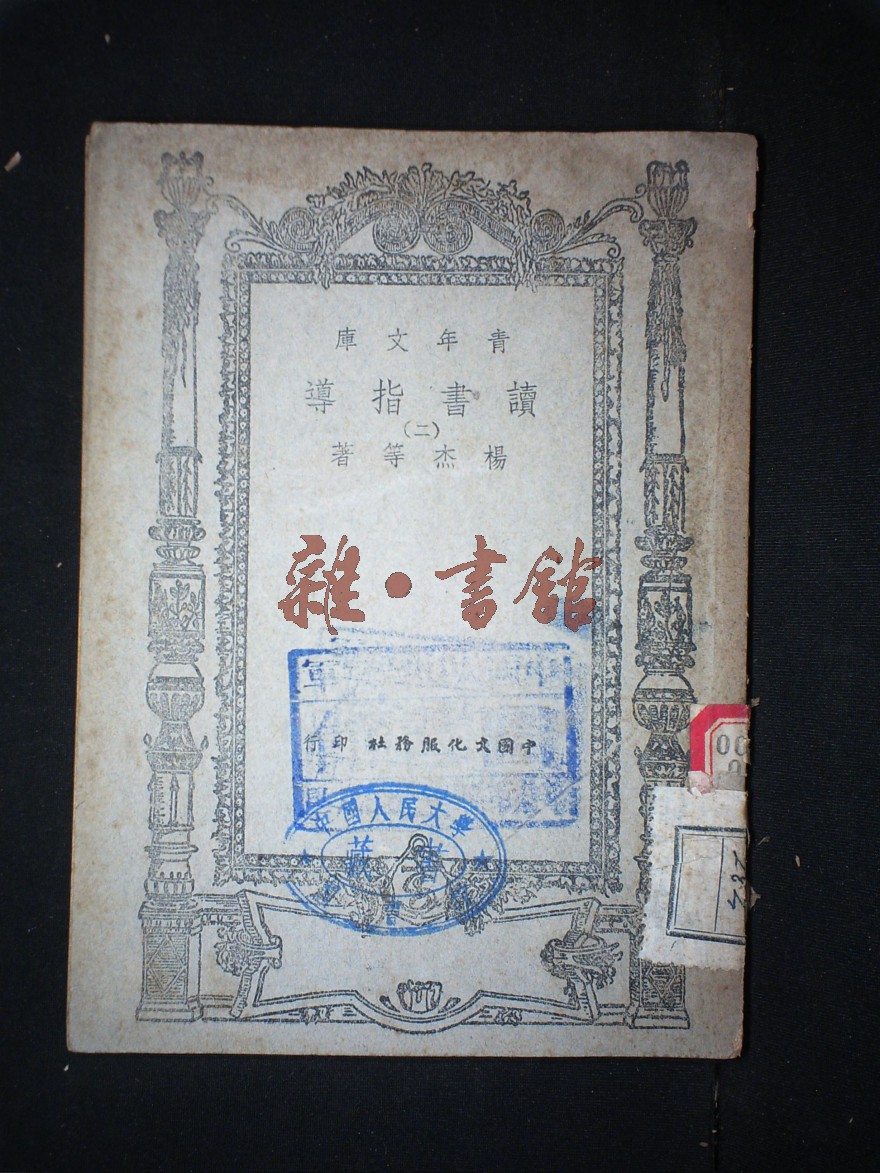 青年文庫
讀書指導
(二)
楊杰等著
雜·書館
中國文化服務社印行
中國人民大學
藏書
00